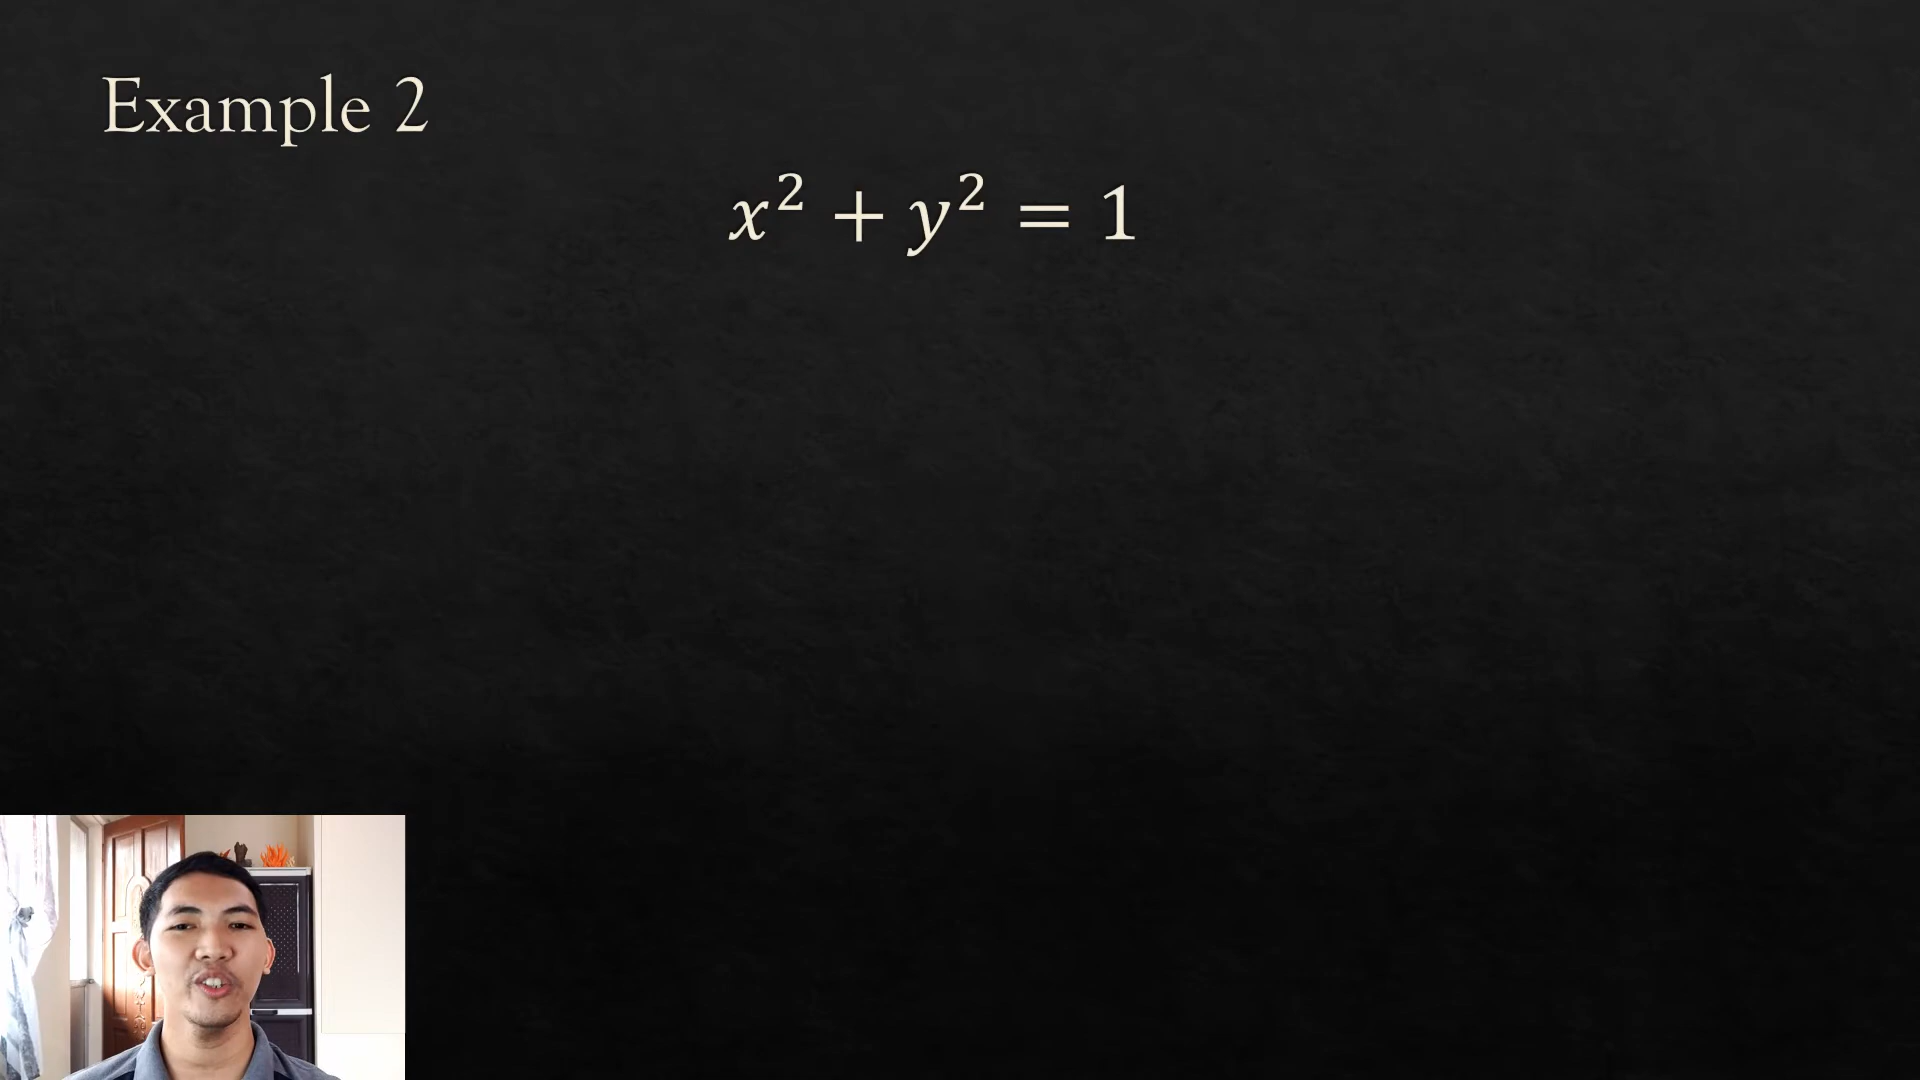 Example 2
x² + y² = 1